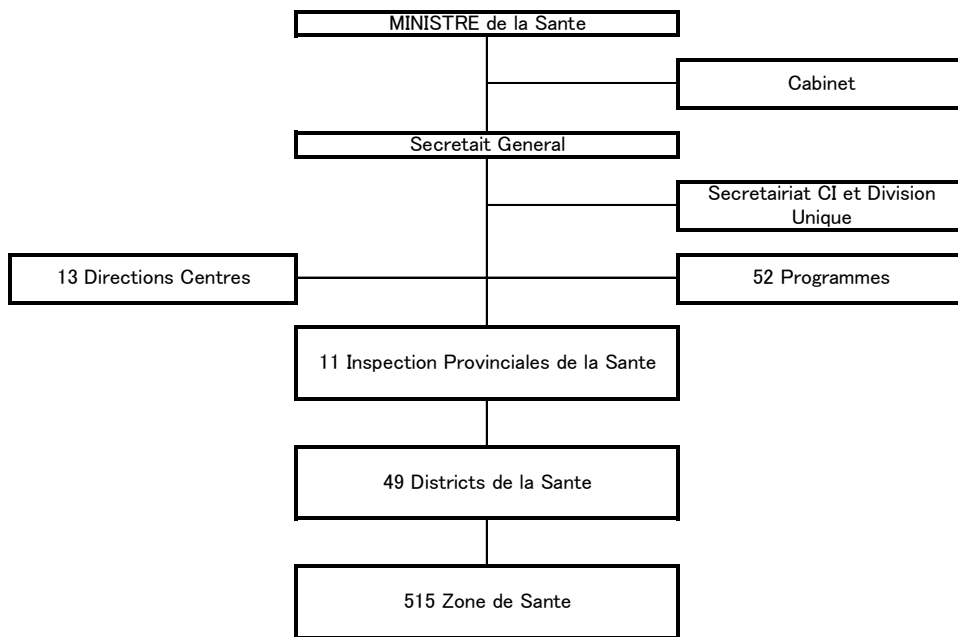 MINISTRE de la Sante
Cabinet
Secretait General
Secretairiat CI et Division
Unique
13 Directions Centres
52 Programmes
11 Inspection Provinciales de la Sante
49 Districts de la Sante
515 Zone de Sante